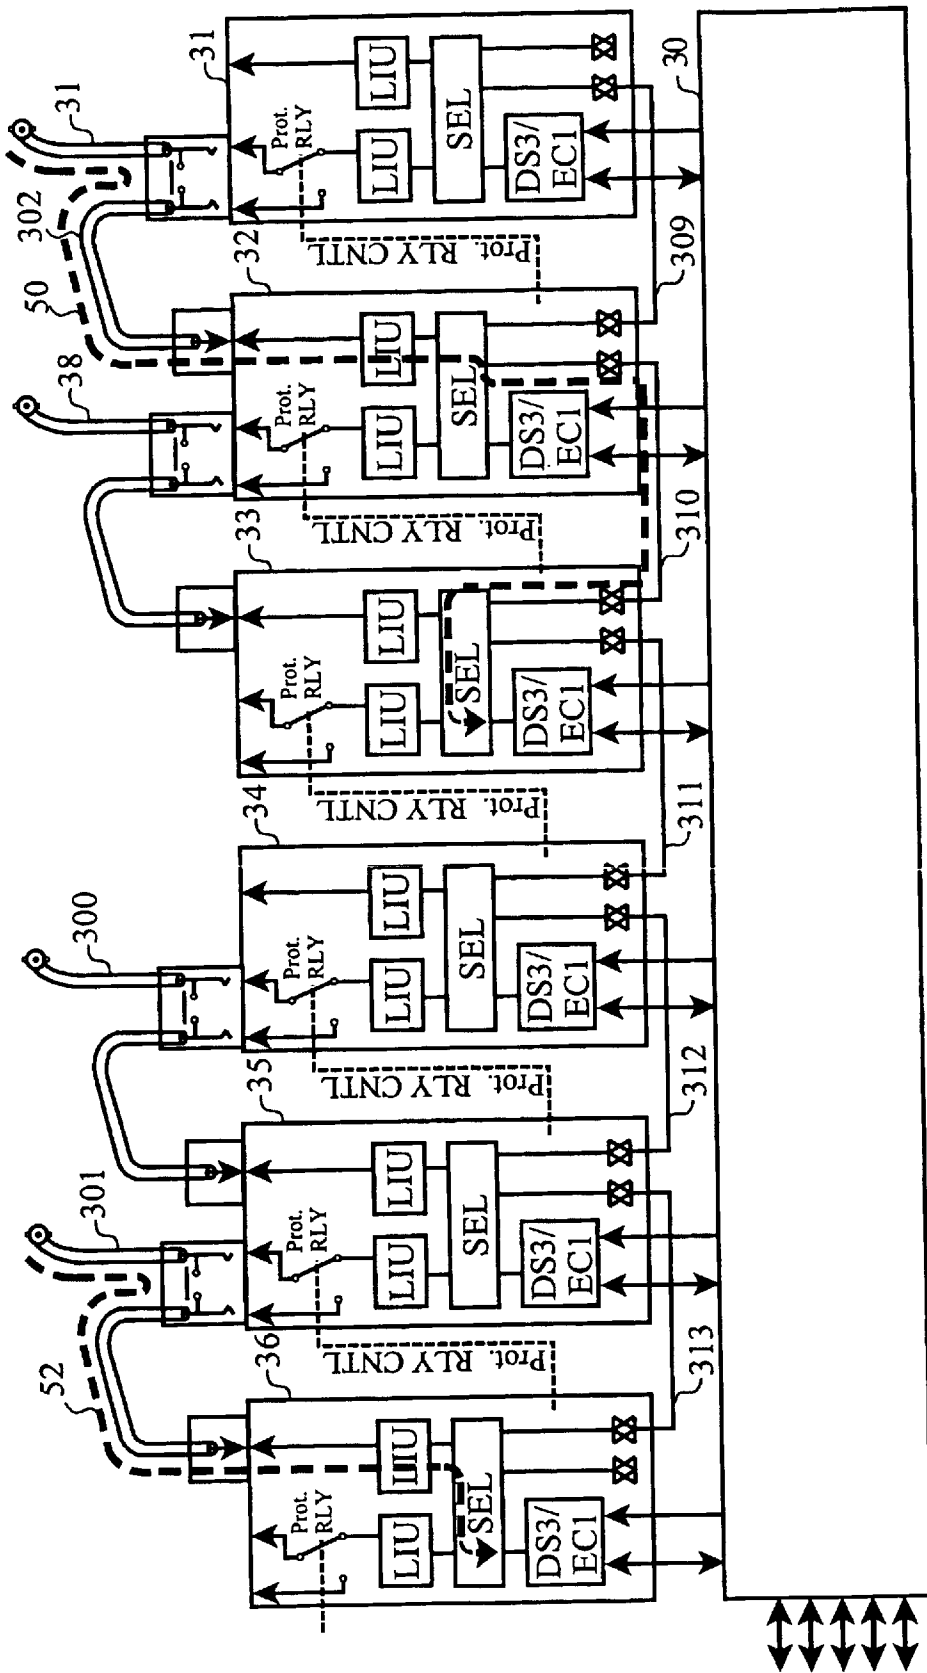 31
302
50
38
300
301
52
31
LIU
Prot.
RLY
LIU
SEL
DS3/
EC1
Prot. RLY CNTL
30
309
32
LIU
Prot.
RLY
LIU
SEL
DS3/
EC1
Prot. RLY CNTL
310
33
LIU
Prot.
RLY
LIU
SEL
DS3/
EC1
Prot. RLY CNTL
311
34
LIU
Prot.
RLY
LIU
SEL
DS3/
EC1
Prot. RLY CNTL
312
35
LIU
Prot.
RLY
LIU
SEL
DS3/
EC1
Prot. RLY CNTL
313
36
LIU
Prot.
RLY
LIU
SEL
DS3/
EC1